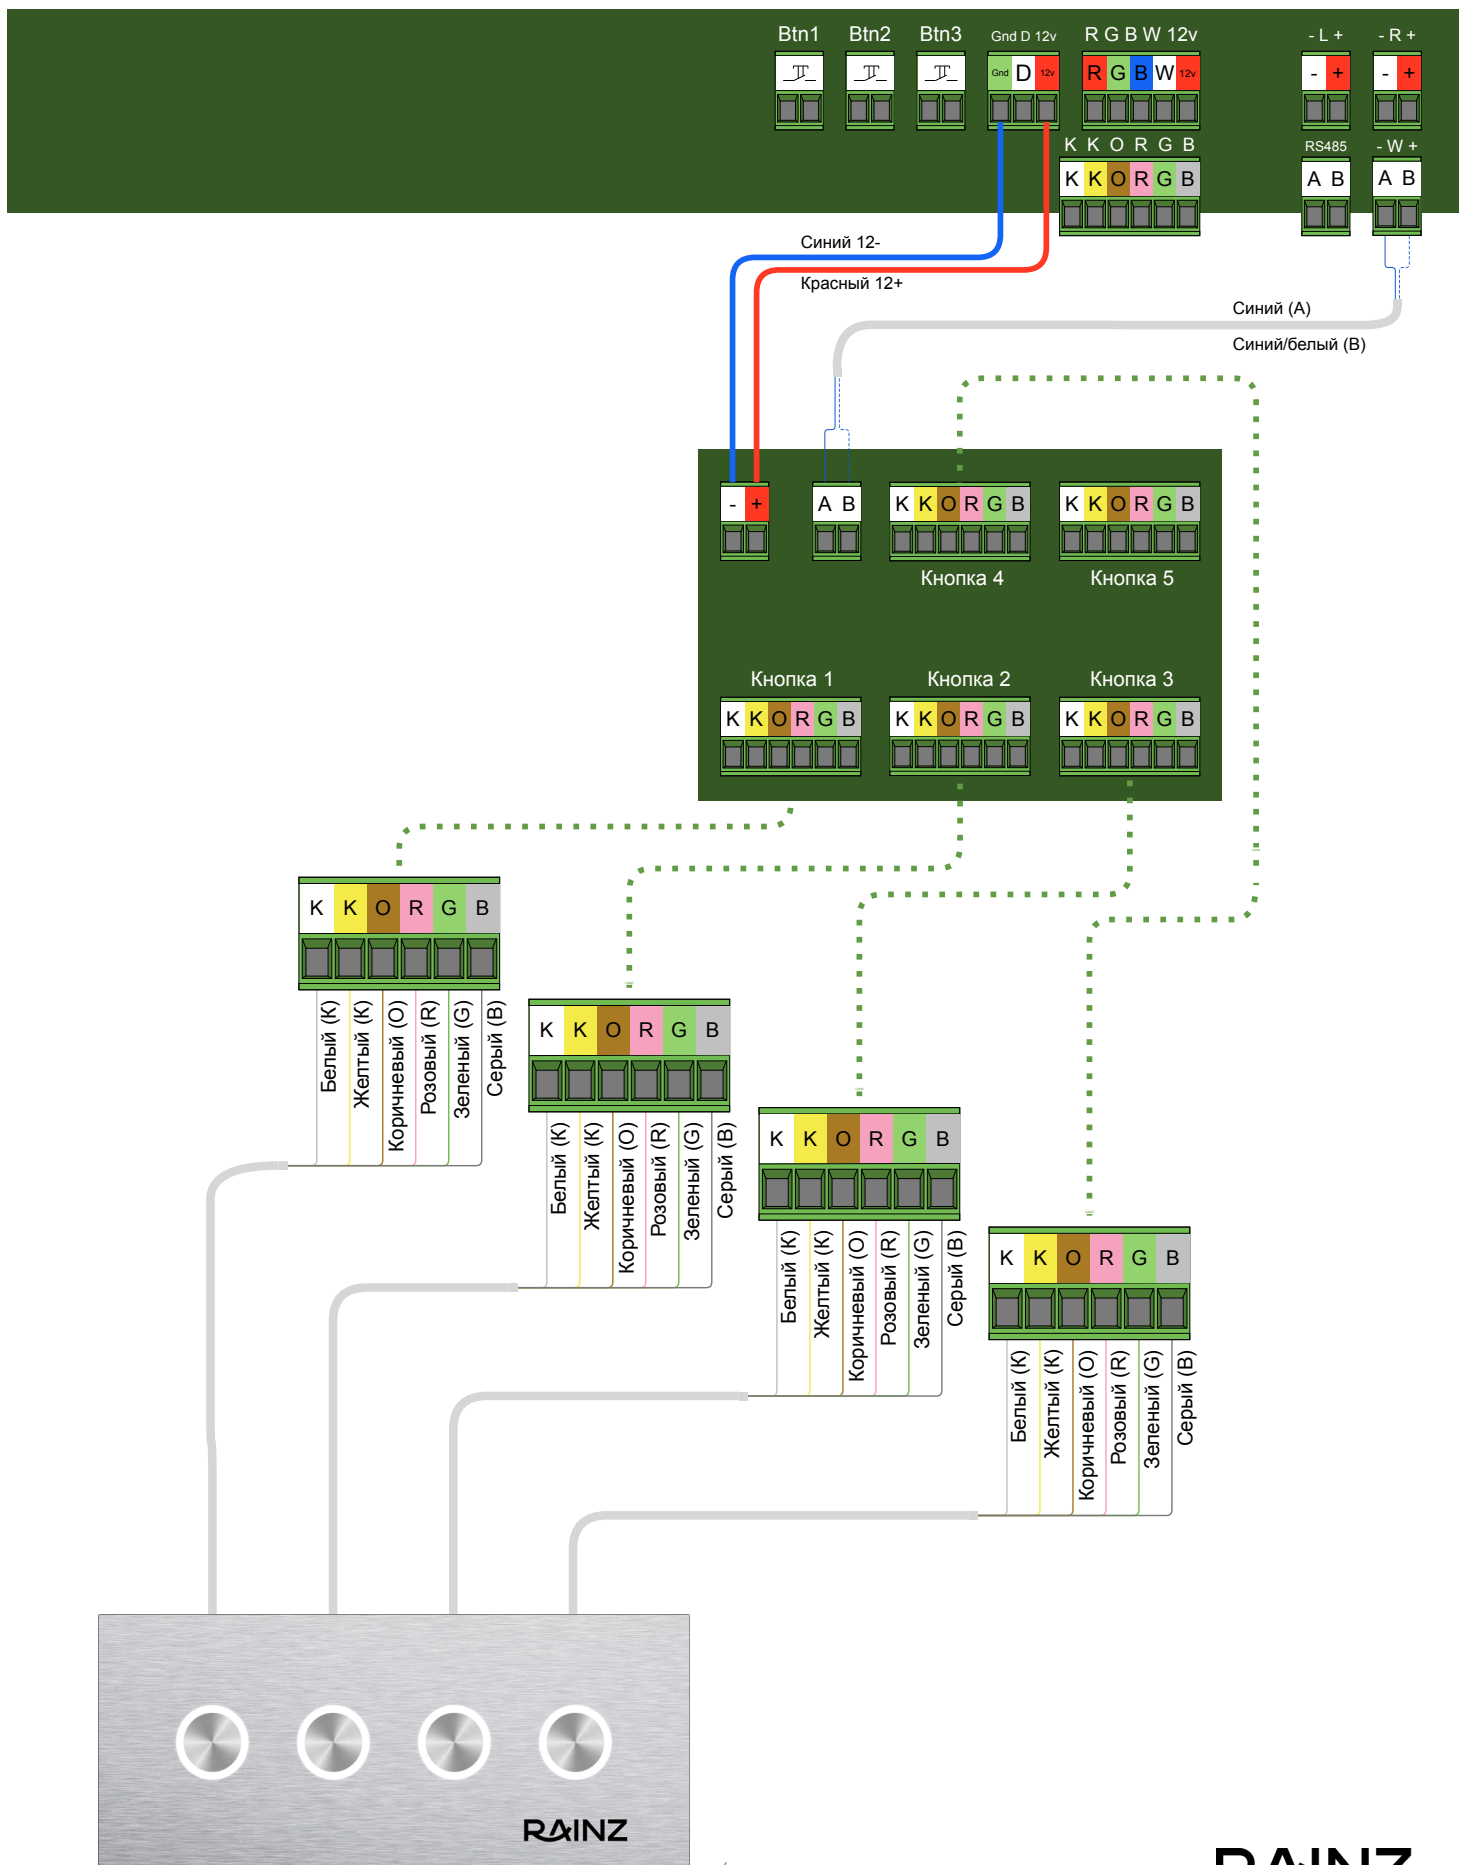 Btn1 Btn2 Btn3 Gnd D 12v R G B W 12v - L + - R +
Gnd D 12v R G B W 12v - + - +
K K O R G B RS485 - W +
K K O R G B A B A B
Синий 12-
Красный 12+
Синий (A)
Синий/белый (B)
- + A B K K O R G B K K O R G B
Кнопка 4 Кнопка 5
Кнопка 1 Кнопка 2 Кнопка 3
K K O R G B K K O R G B K K O R G B
K K O R G B
Белый (К)
Желтый (К)
Коричневый (О)
Розовый (R)
Зеленый (G)
Серый (B)
K K O R G B
Белый (К)
Желтый (К)
Коричневый (О)
Розовый (R)
Зеленый (G)
Серый (B)
K K O R G B
Белый (К)
Желтый (К)
Коричневый (О)
Розовый (R)
Зеленый (G)
Серый (B)
K K O R G B
Белый (К)
Желтый (К)
Коричневый (О)
Розовый (R)
Зеленый (G)
Серый (B)
RAINZ
RAINZ